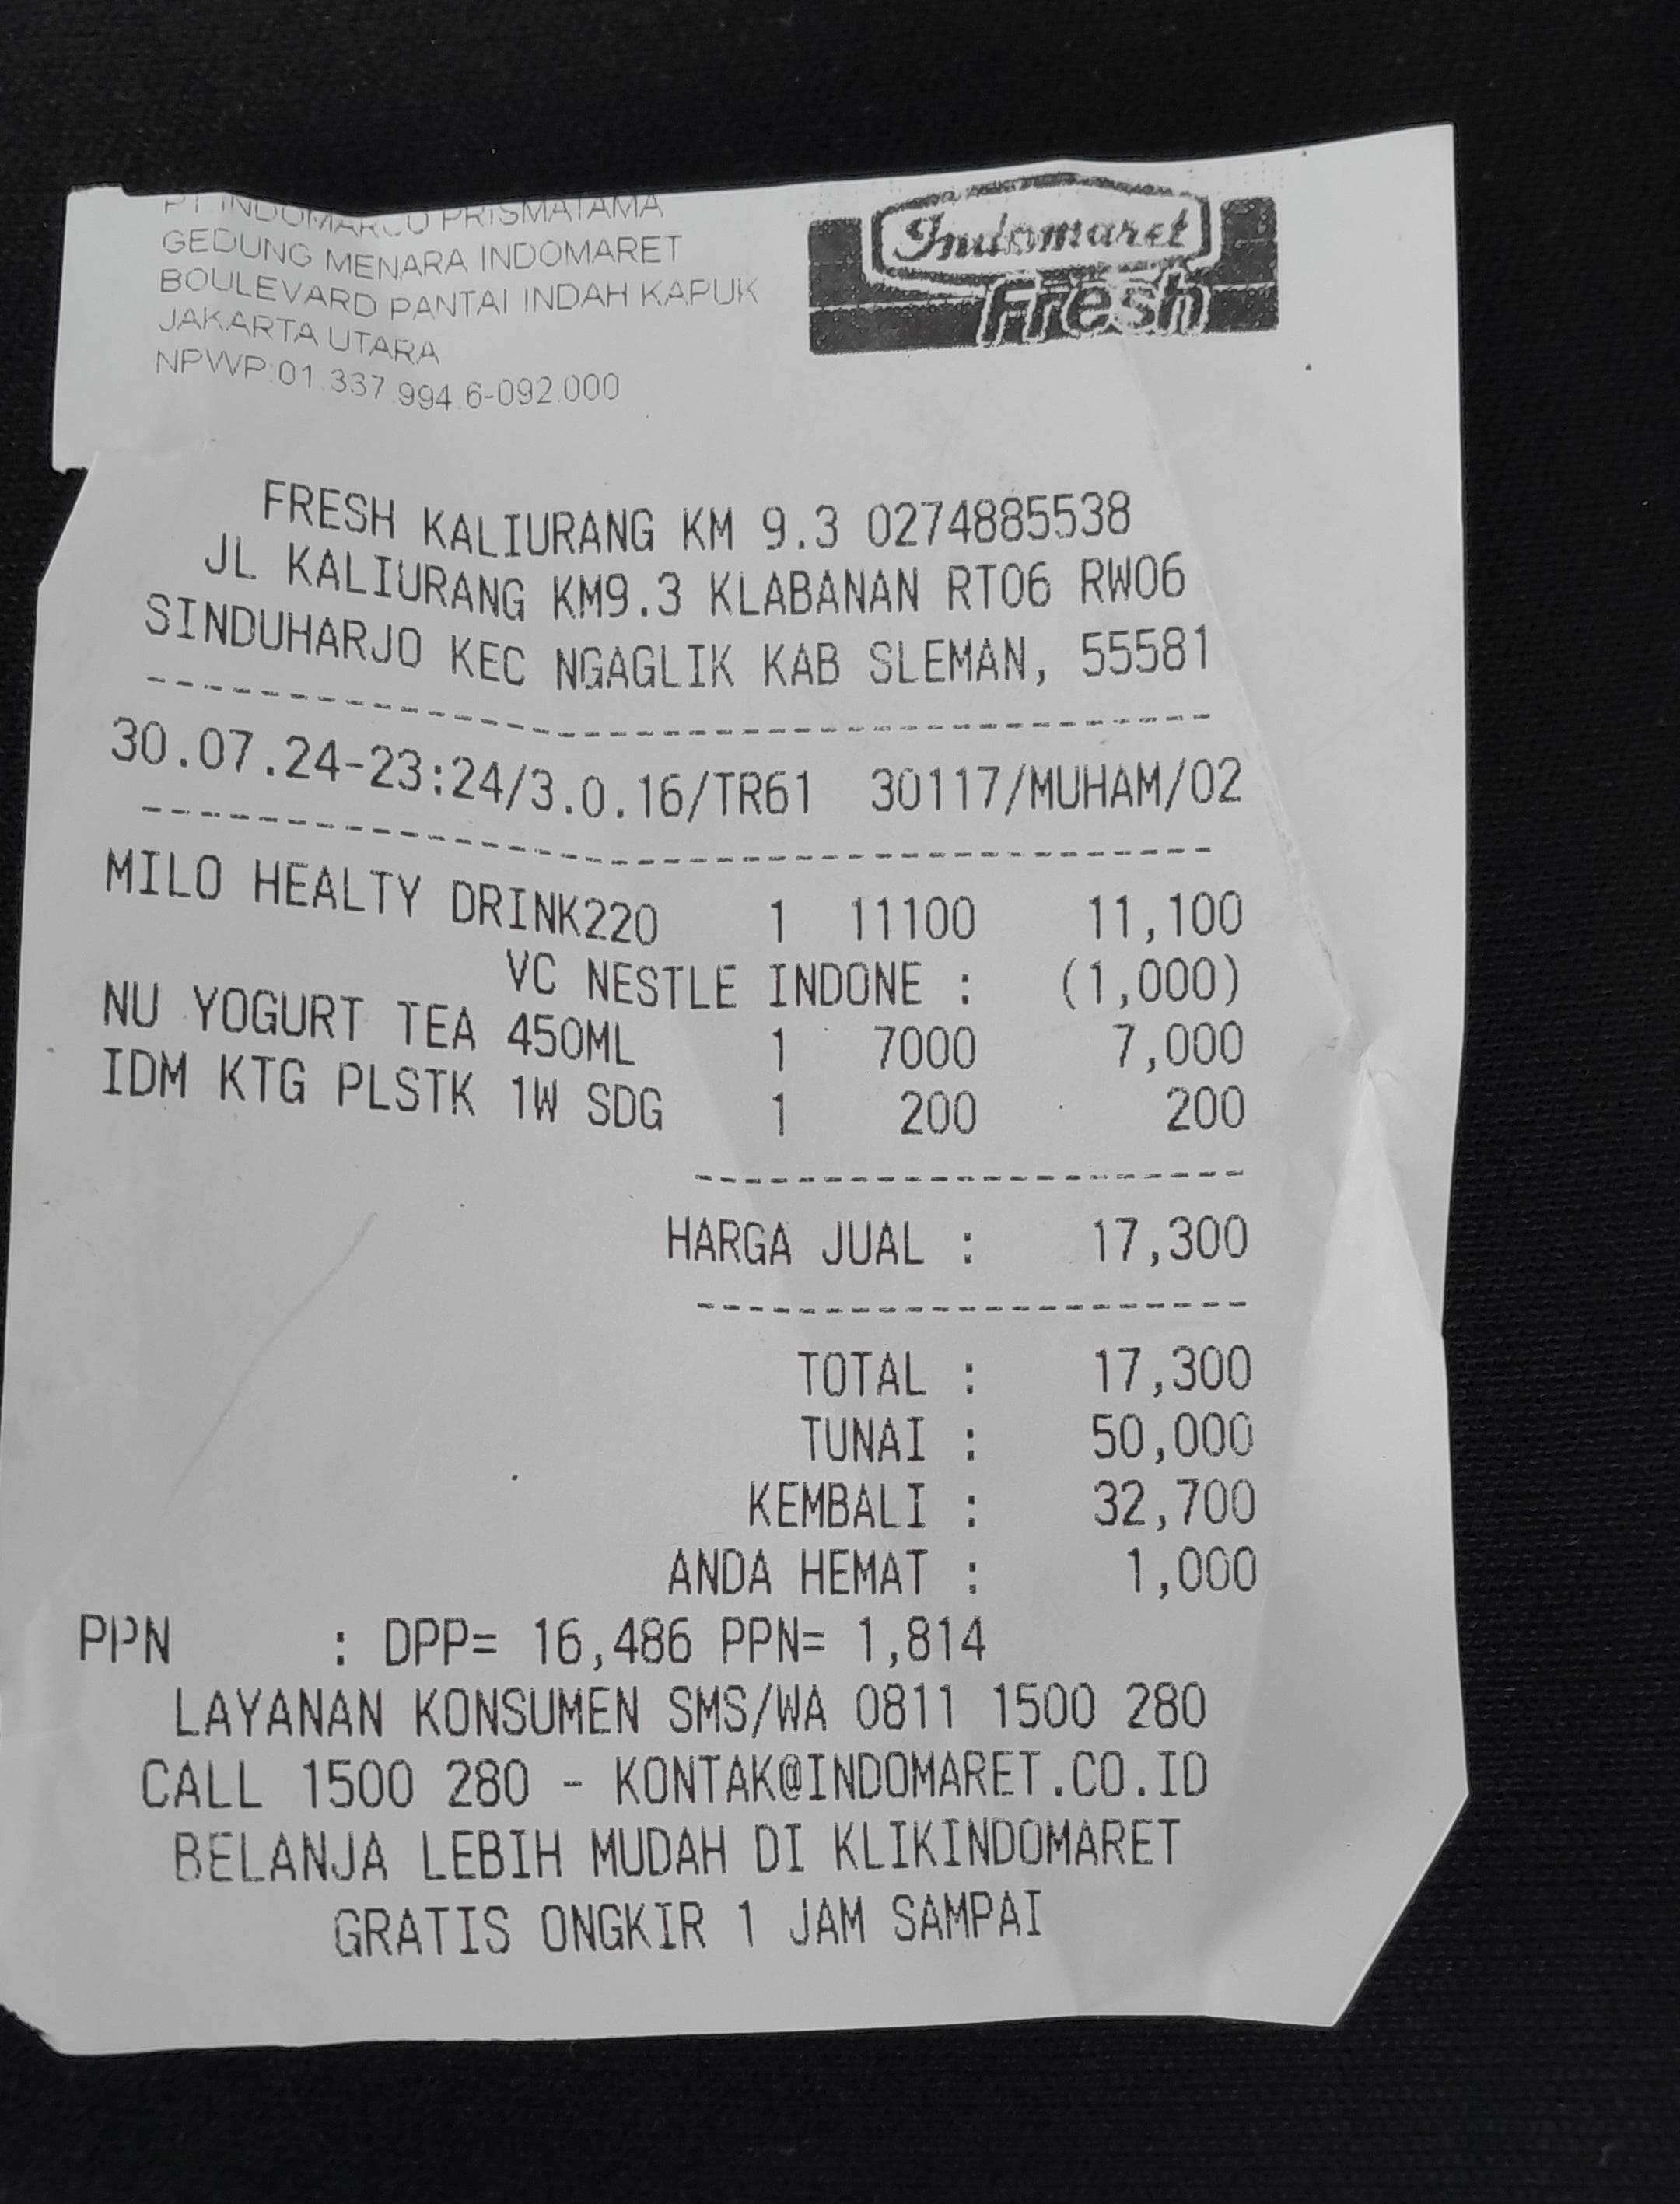 PT INDOMARCO PRISMATAMA
GEDUNG MENARA INDOMARET
BOULEVARD PANTAI INDAH KAPUK
JAKARTA UTARA
NPWP:01.337.994.6-092.000
Indomaret
Fresh
FRESH KALIURANG KM 9.3 0274885538
JL KALIURANG KM9.3 KLABANAN RT06 RW06
SINDUHARJO KEC NGAGLIK KAB SLEMAN, 55581
30.07.24-23:24/3.0.16/TR61 30117/MUHAM/02
MILO HEALTY DRINK220 1 11100 11,100
VC NESTLE INDONE : (1,000)
NU YOGURT TEA 450ML 1 7000 7,000
IDM KTG PLSTK 1W SDG 1 200 200
HARGA JUAL : 17,300
TOTAL : 17,300
TUNAI : 50,000
KEMBALI : 32,700
ANDA HEMAT : 1,000
PPN : DPP= 16,486 PPN= 1,814
LAYANAN KONSUMEN SMS/WA 0811 1500 280
CALL 1500 280 - KONTAK@INDOMARET.CO.ID
BELANJA LEBIH MUDAH DI KLIKINDOMARET
GRATIS ONGKIR 1 JAM SAMPAI